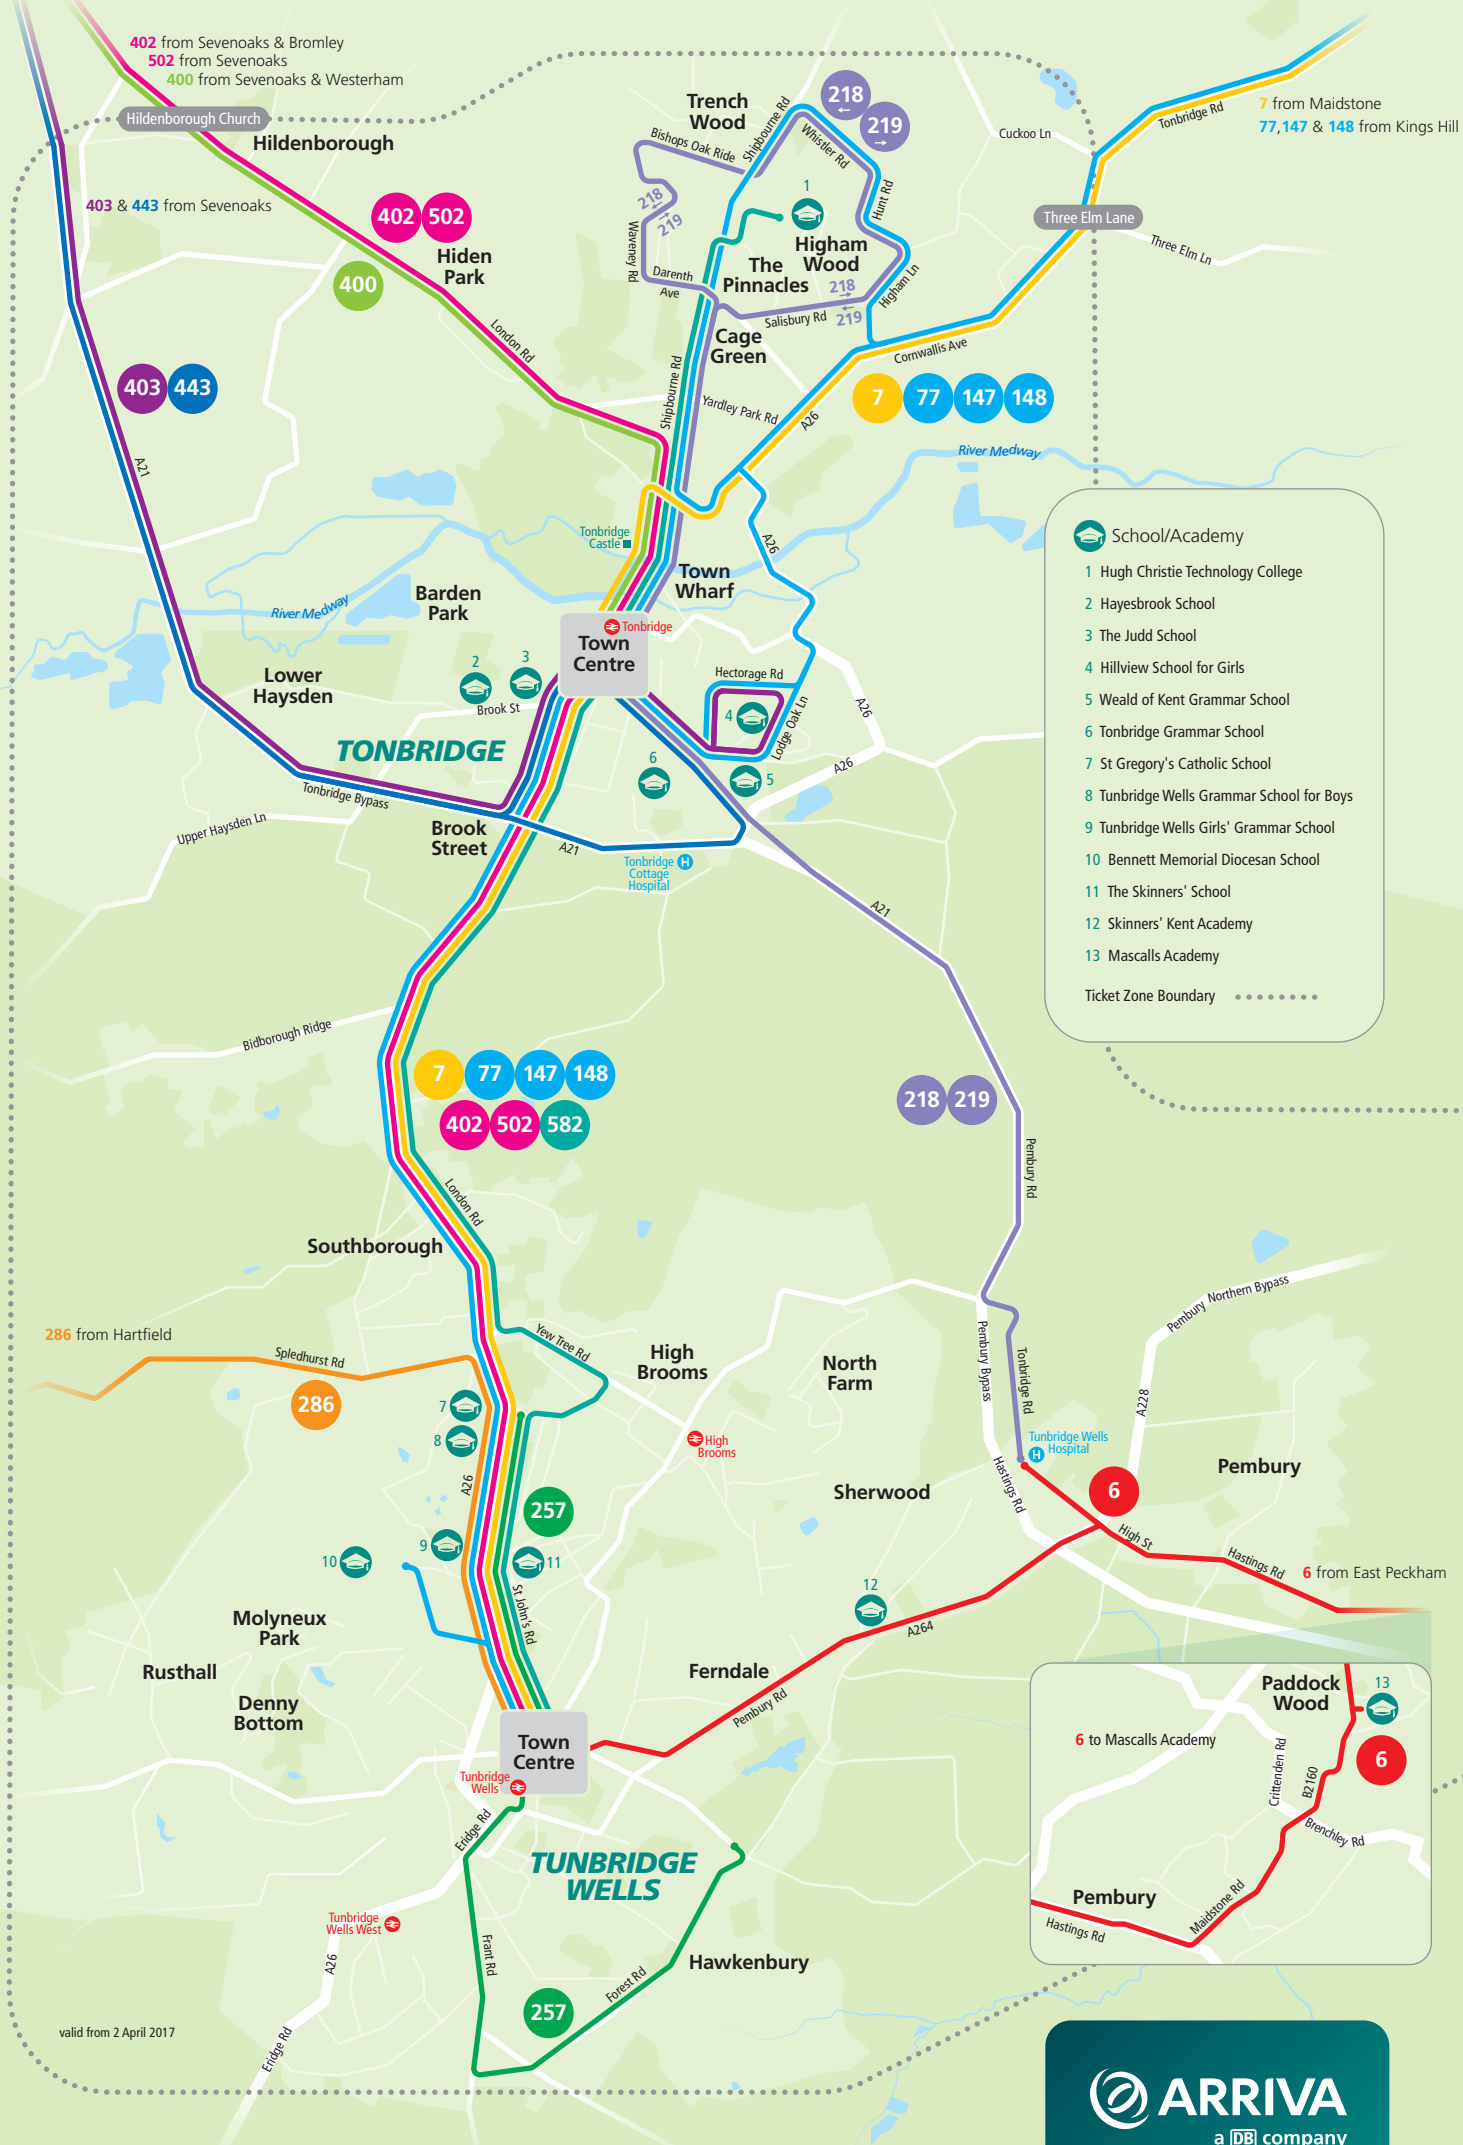 402 from Sevenoaks & Bromley
502 from Sevenoaks
400 from Sevenoaks & Westerham
Hildenborough Church
Hildenborough
403 & 443 from Sevenoaks
402 502
Hiden
Park
400
London Rd
403 443
A21
Trench
Wood
Bishops Oak Ride
Shipbourne Rd
218
219
Whistler Rd
Hunt Rd
1
218
219
Waveney Rd
Higham
Wood
The
Pinnacles
Darenth
Ave
218
219
Salisbury Rd
Higham Ln
Cage
Green
Shipbourne Rd
Yardley Park Rd
A26
Cornwallis Ave
7 77 147 148
Cuckoo Ln
Tonbridge Rd
7 from Maidstone
77,147 & 148 from Kings Hill
Three Elm Lane
Three Elm Ln
River Medway
Tonbridge
Castle
A26
Town
Wharf
Barden
Park
River Medway
Tonbridge
Town
Centre
Lower
Haysden
2
3
Brook St
TONBRIDGE
Hectorage Rd
4
Lodge Oak Ln
A26
A26
6
5
Tonbridge Bypass
Upper Haysden Ln
Brook
Street
A21
Tonbridge
Cottage
Hospital
H
A21
School/Academy
1 Hugh Christie Technology College
2 Hayesbrook School
3 The Judd School
4 Hillview School for Girls
5 Weald of Kent Grammar School
6 Tonbridge Grammar School
7 St Gregory's Catholic School
8 Tunbridge Wells Grammar School for Boys
9 Tunbridge Wells Girls' Grammar School
10 Bennett Memorial Diocesan School
11 The Skinners' School
12 Skinners' Kent Academy
13 Mascalls Academy
Ticket Zone Boundary
Bidborough Ridge
7 77 147 148
402 502 582
218 219
Pembury Rd
London Rd
Southborough
286 from Hartfield
Spledhurst Rd
286
Yew Tree Rd
High
Brooms
North
Farm
Pembury Bypass
Tonbridge Rd
Pembury Northern Bypass
A228
7
8
High
Brooms
Tunbridge Wells
Hospital
H
Pembury
A26
Sherwood
Hastings Rd
6
257
High St
Hastings Rd
6 from East Peckham
9
10
11
12
St John's Rd
A264
Molyneux
Park
Rusthall
Denny
Bottom
Ferndale
Pembury Rd
Town
Centre
Tunbridge
Wells
Eridge Rd
TUNBRIDGE
WELLS
Tunbridge
Wells West
A26
Frant Rd
Forest Rd
Hawkenbury
257
Eridge Rd
valid from 2 April 2017
Paddock
Wood
13
6 to Mascalls Academy
6
Crittenden Rd
B2160
Brenchley Rd
Pembury
Maidstone Rd
Hastings Rd
ARRIVA
a DB company